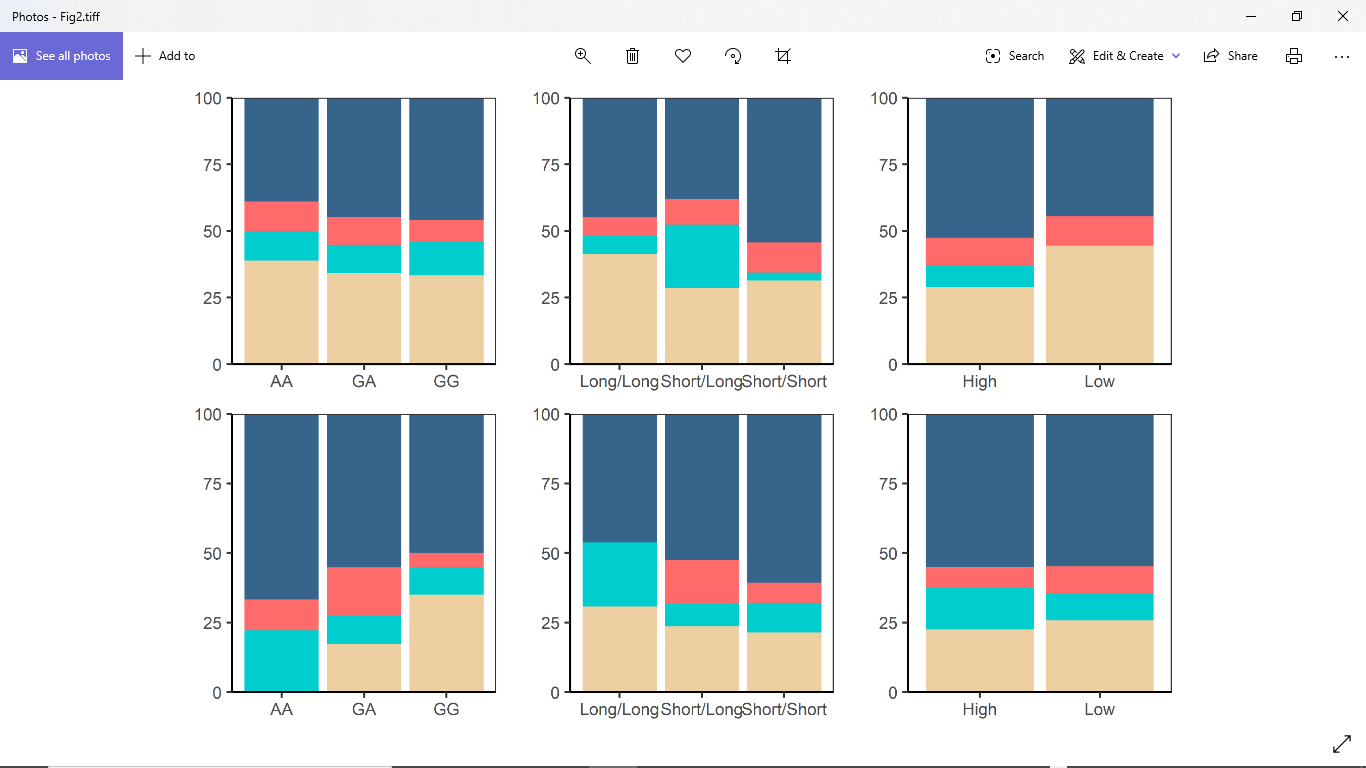 Photos - Fig2.tiff
See all photos
Add to
Search
Edit & Create
Share
100
75
50
25
0
AA GA GG
100
75
50
25
0
Long/Long Short/Long Short/Short
100
75
50
25
0
High Low
100
75
50
25
0
AA GA GG
100
75
50
25
0
Long/Long Short/Long Short/Short
100
75
50
25
0
High Low